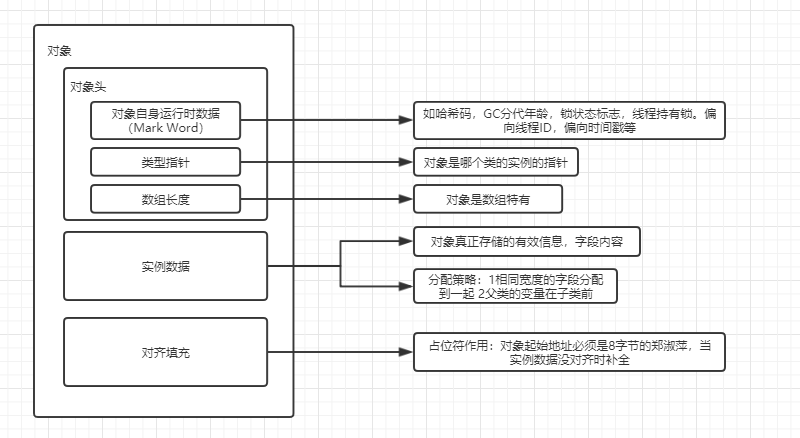 对象
对象头
对象自身运行时数据
（Mark Word）
如哈希码，GC分代年龄，锁状态标志，线程持有锁。偏
向线程ID，偏向时间戳等
类型指针
对象是哪个类的实例的指针
数组长度
对象是数组特有
实例数据
对象真正存储的有效信息，字段内容
分配策略：1相同宽度的字段分配
到一起 2父类的变量在子类前
对齐填充
占位符作用：对象起始地址必须是8字节的郑淑萍，当
实例数据没对齐时补全